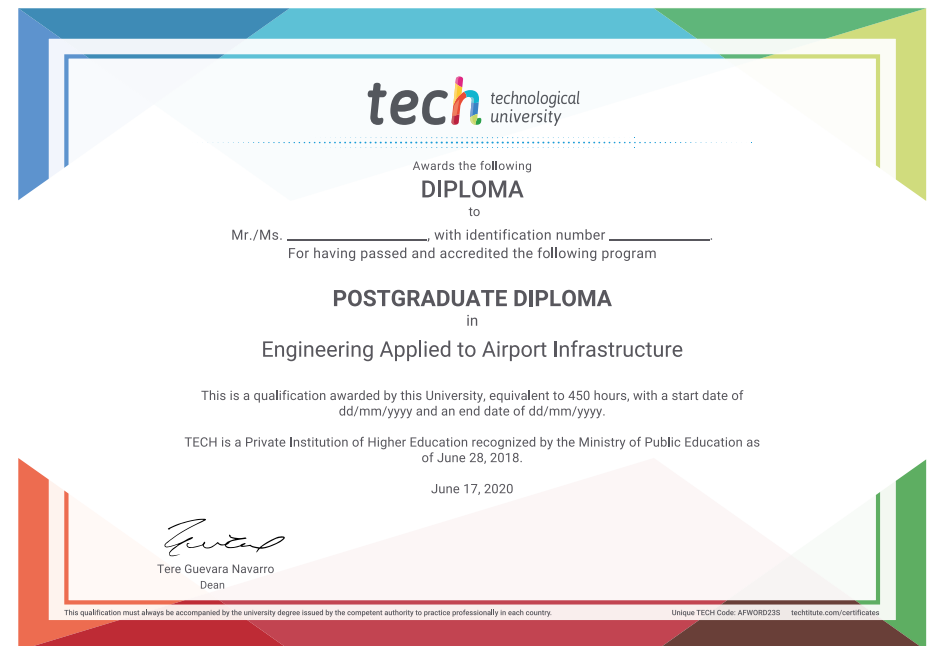 tech technological
university
Awards the following
DIPLOMA
to
Mr./Ms. ____________________, with identification number ______________.
For having passed and accredited the following program
POSTGRADUATE DIPLOMA
in
Engineering Applied to Airport Infrastructure
This is a qualification awarded by this University, equivalent to 450 hours, with a start date of
dd/mm/yyyy and an end date of dd/mm/yyyy.
TECH is a Private Institution of Higher Education recognized by the Ministry of Public Education as
of June 28, 2018.
June 17, 2020
Tere Guevara Navarro
Dean
This qualification must always be accompanied by the university degree issued by the competent authority to practice professionally in each country.
Unique TECH Code: AFWORD23S techtitute.com/certificates